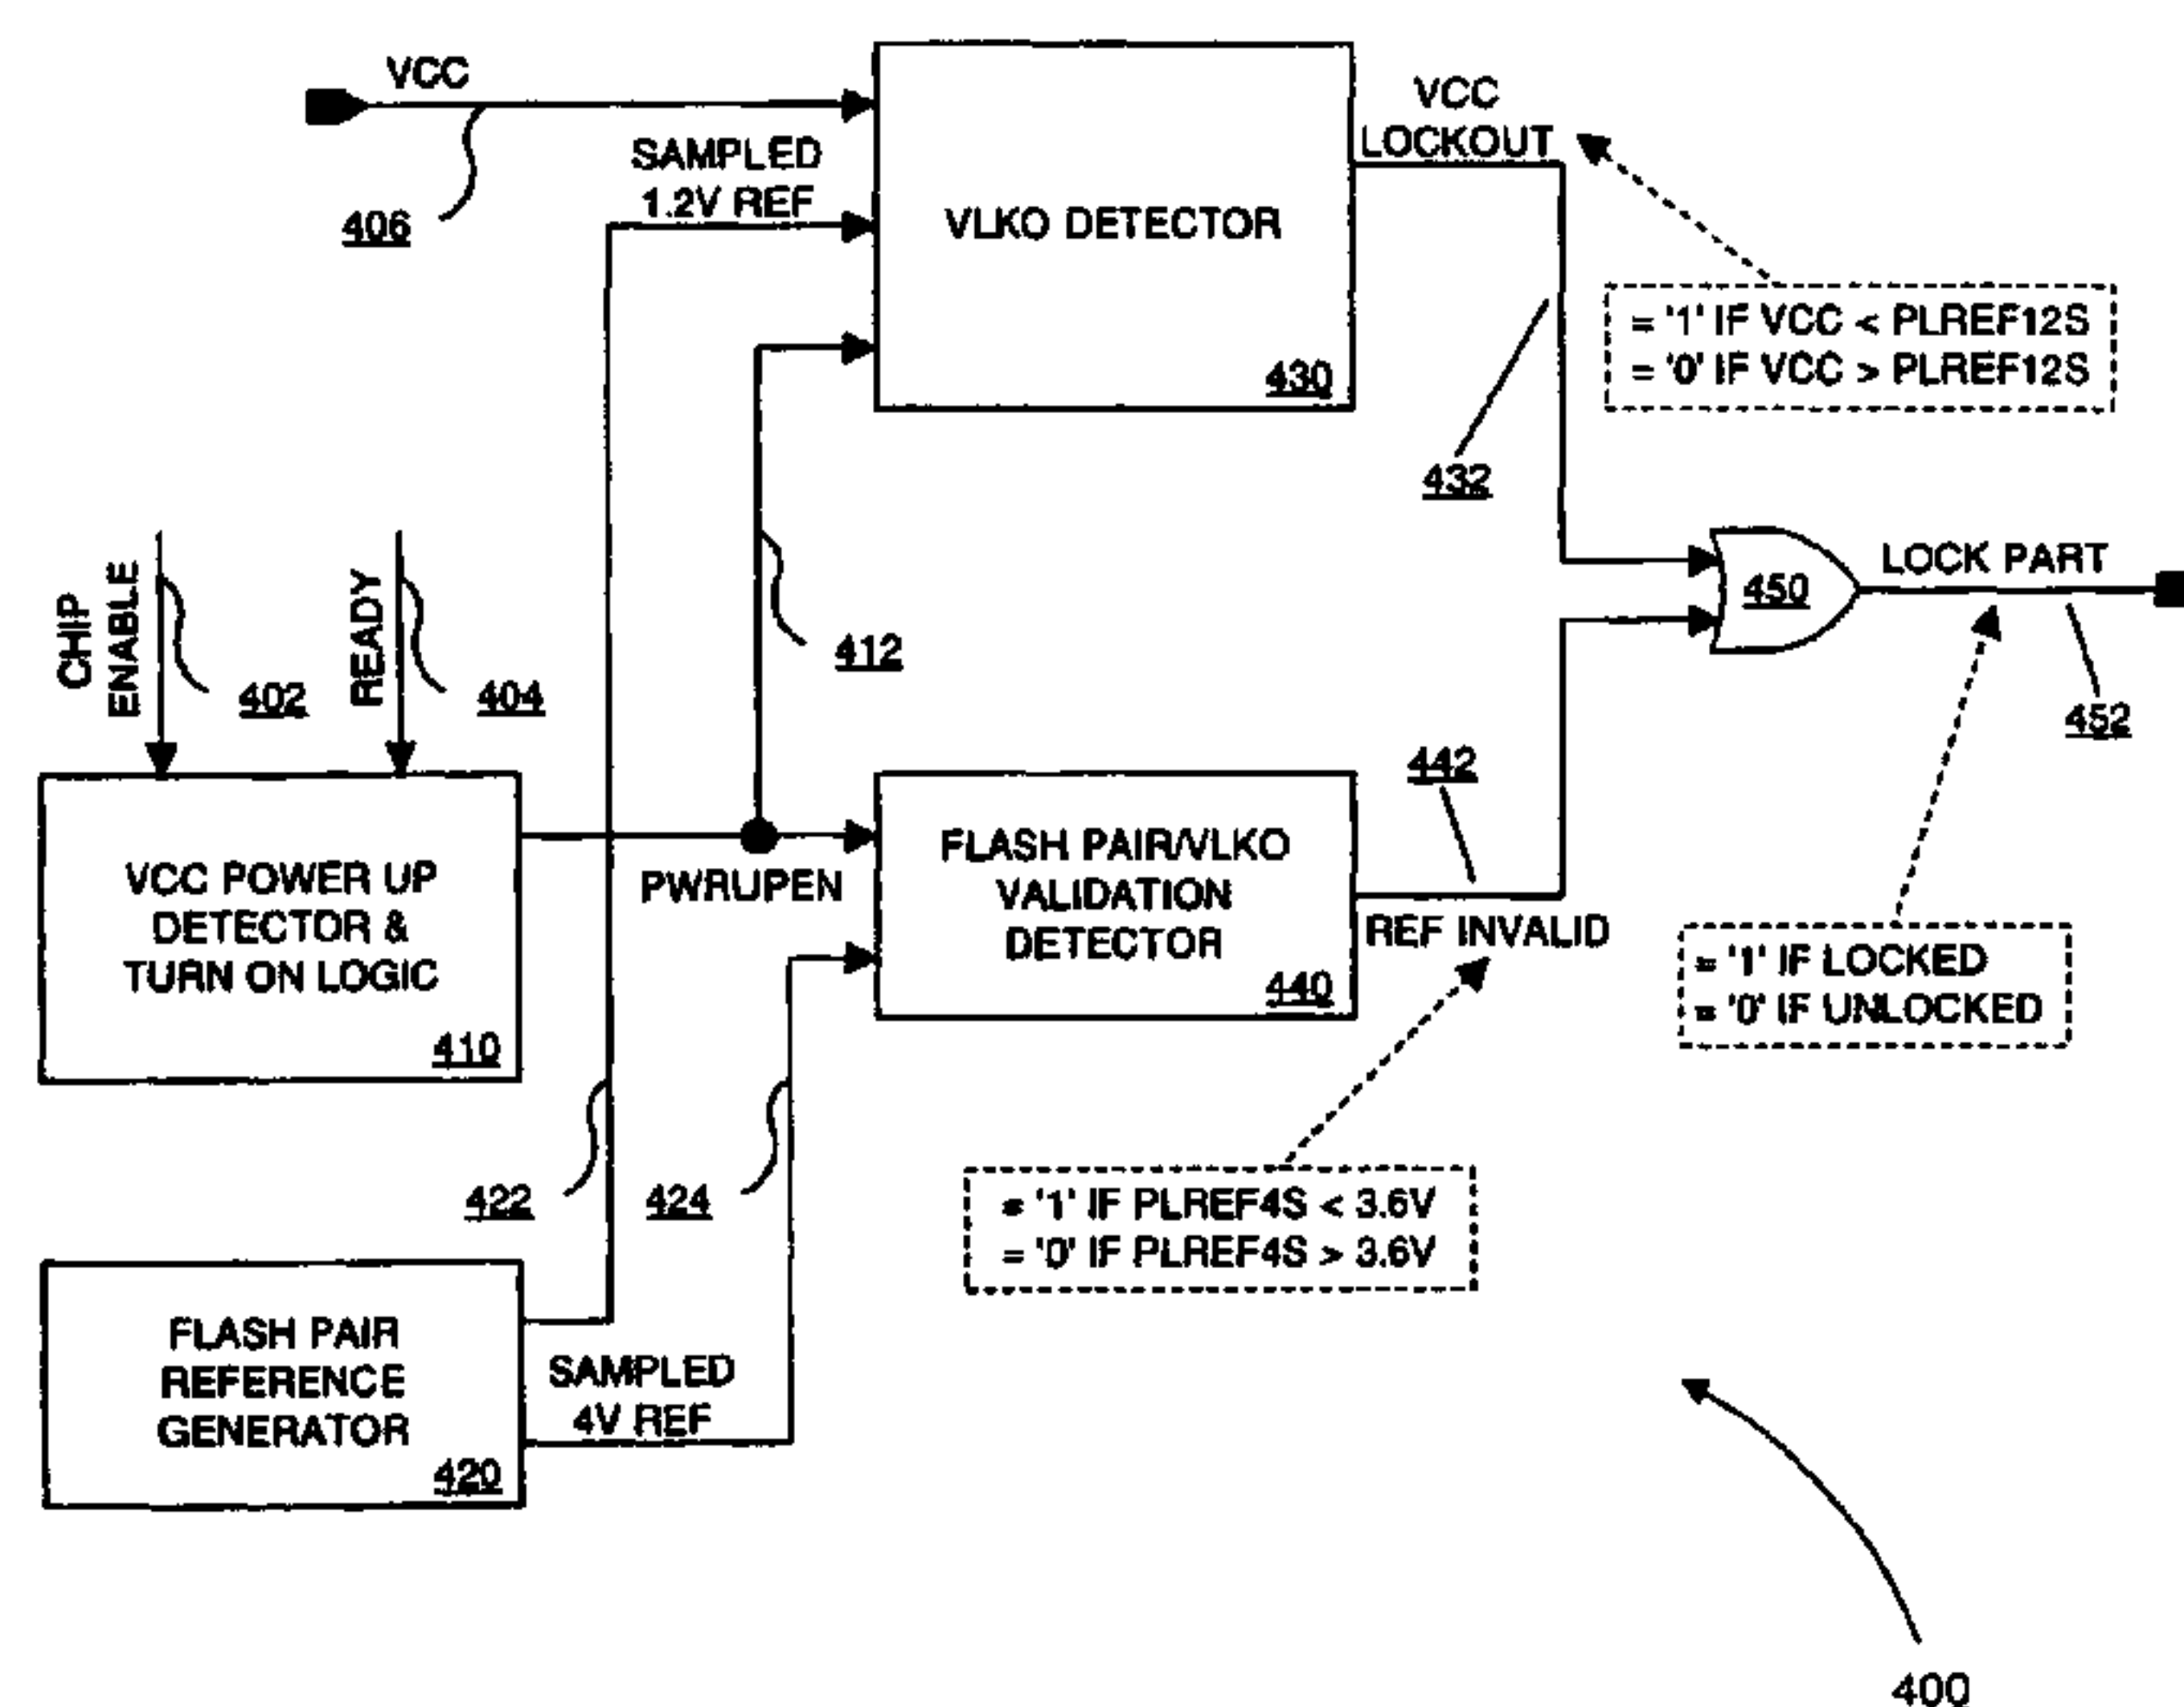 VCC
406
SAMPLED
1.2V REF
VLKO DETECTOR
430
VCC
LOCKOUT
= '1' IF VCC < PLREF12S
= '0' IF VCC > PLREF12S
432
CHIP
ENABLE
402
READY
404
412
450
LOCK PART
452
VCC POWER UP
DETECTOR &
TURN ON LOGIC
410
PWRUPEN
FLASH PAIR/VLKO
VALIDATION
DETECTOR
440
442
REF INVALID
= '1' IF LOCKED
= '0' IF UNLOCKED
422
424
= '1' IF PLREF4S < 3.6V
= '0' IF PLREF4S > 3.6V
FLASH PAIR
REFERENCE
GENERATOR
420
SAMPLED
4V REF
400